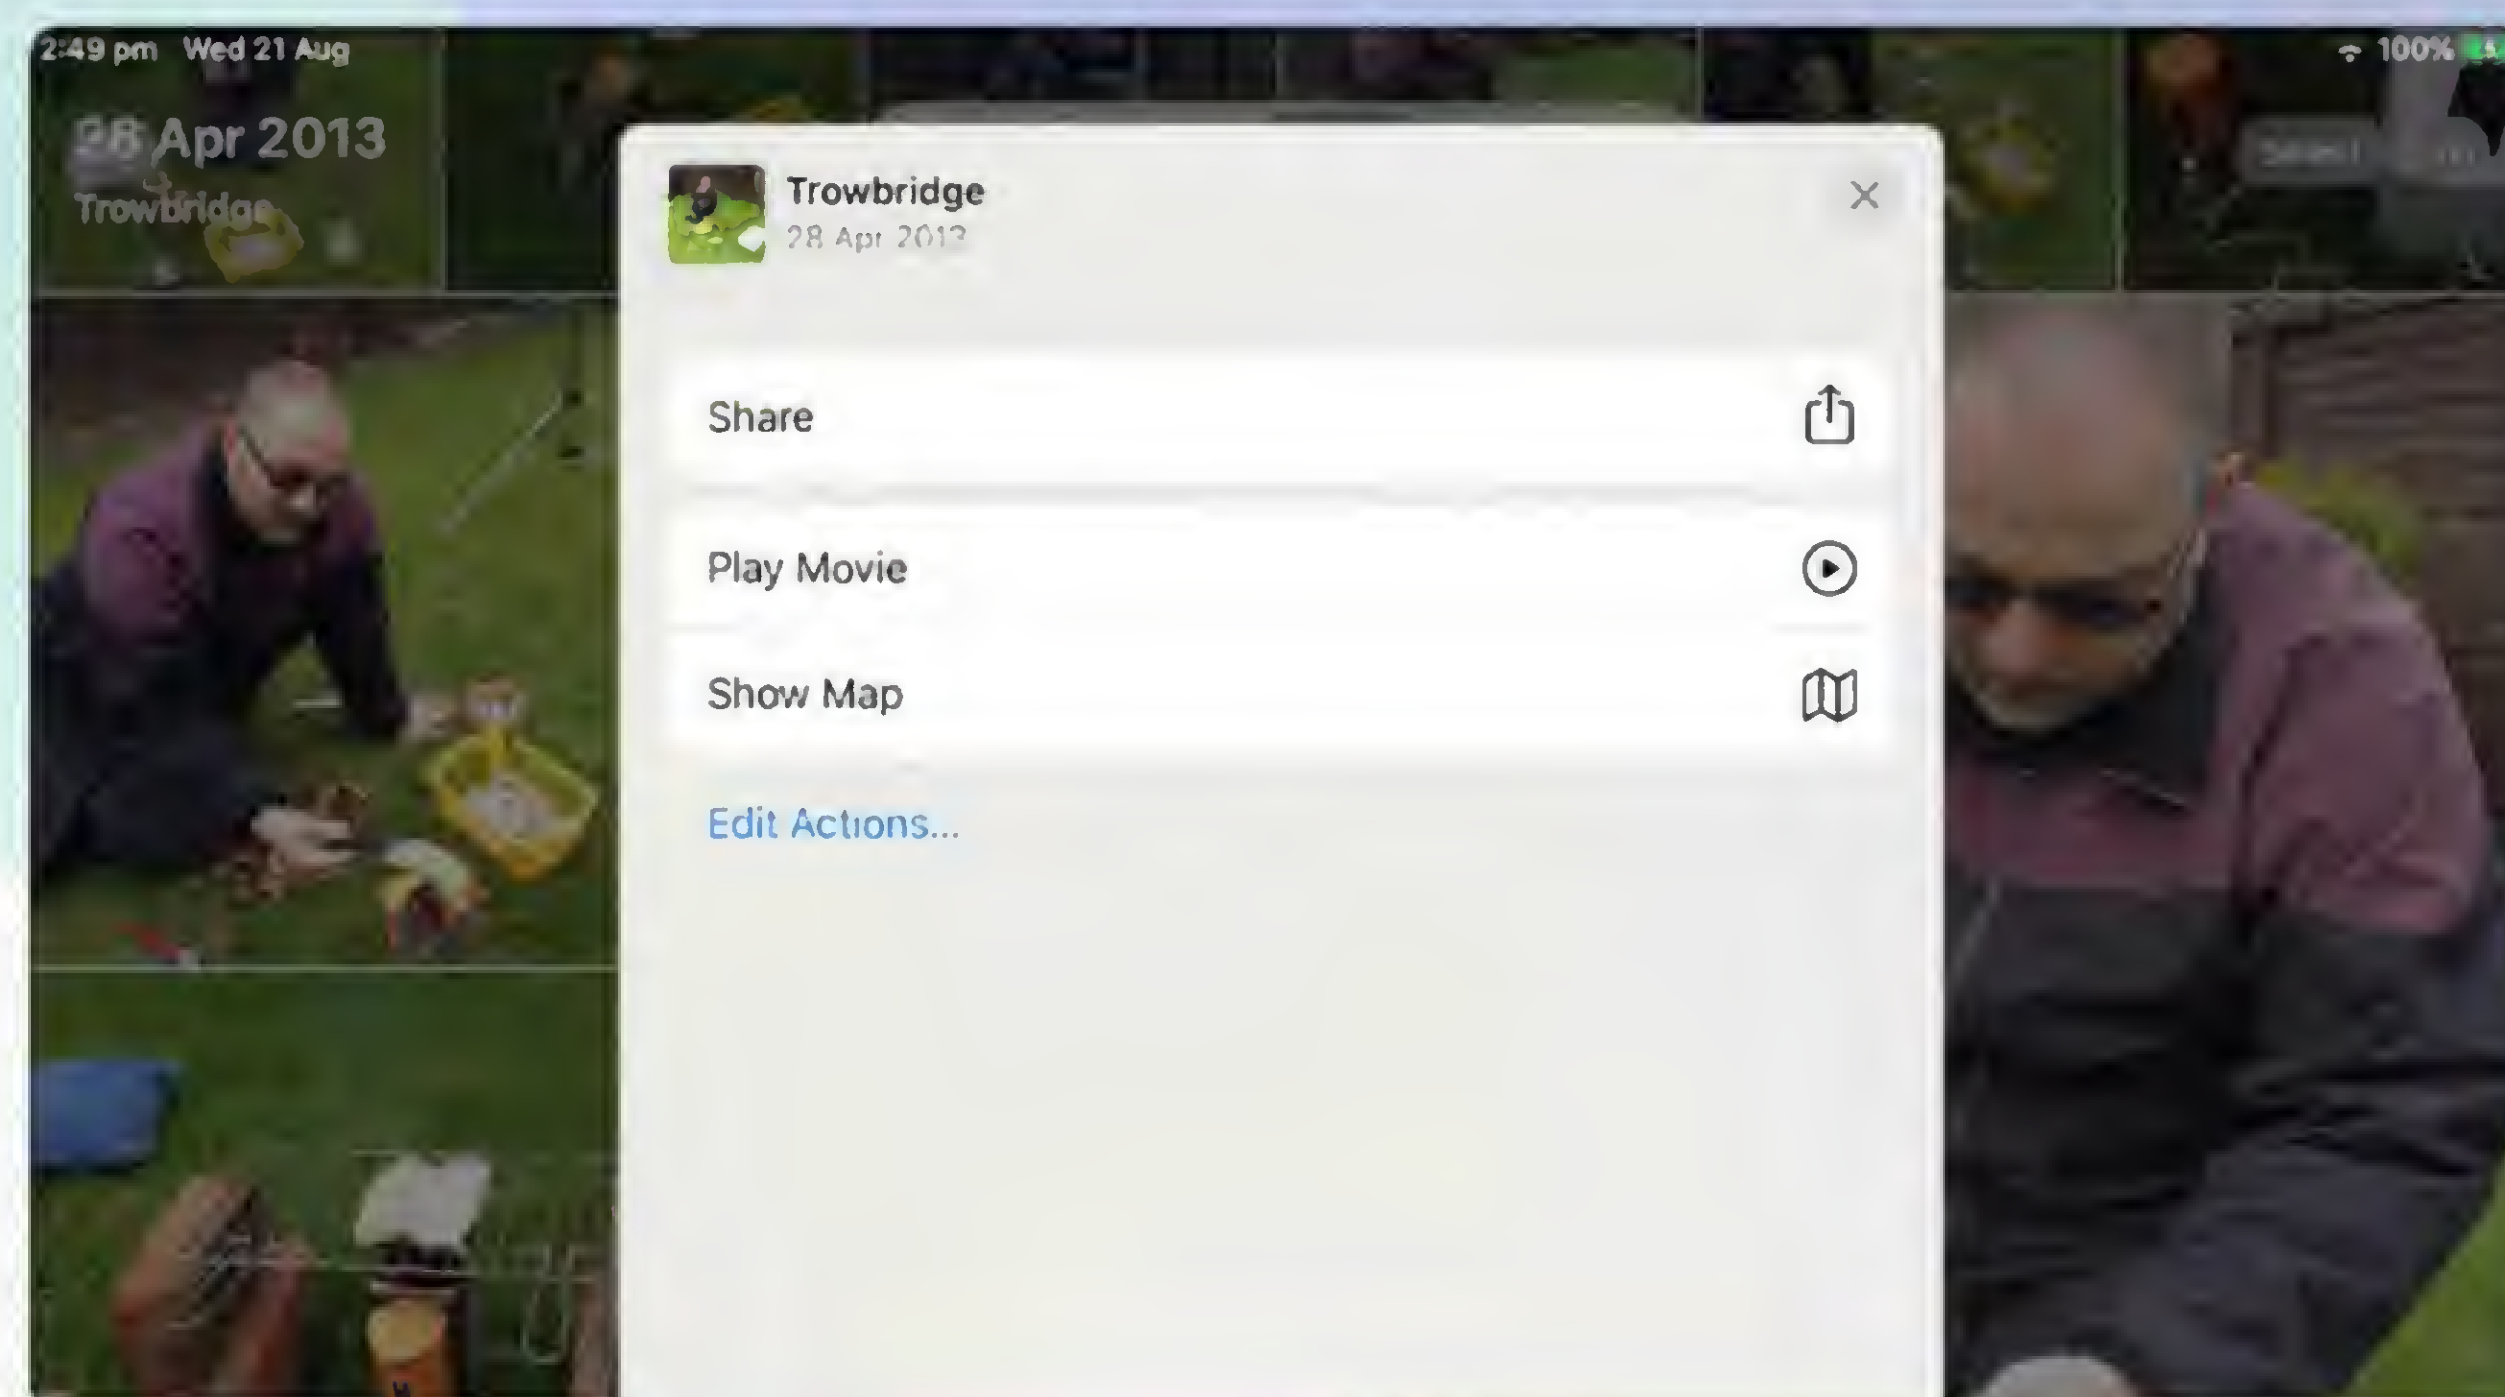 2:49 pm Wed 21 Aug
100%
28 Apr 2013
Trowbridge
Select
Trowbridge
28 Apr 2013
Share
Play Movie
Show Map
Edit Actions...